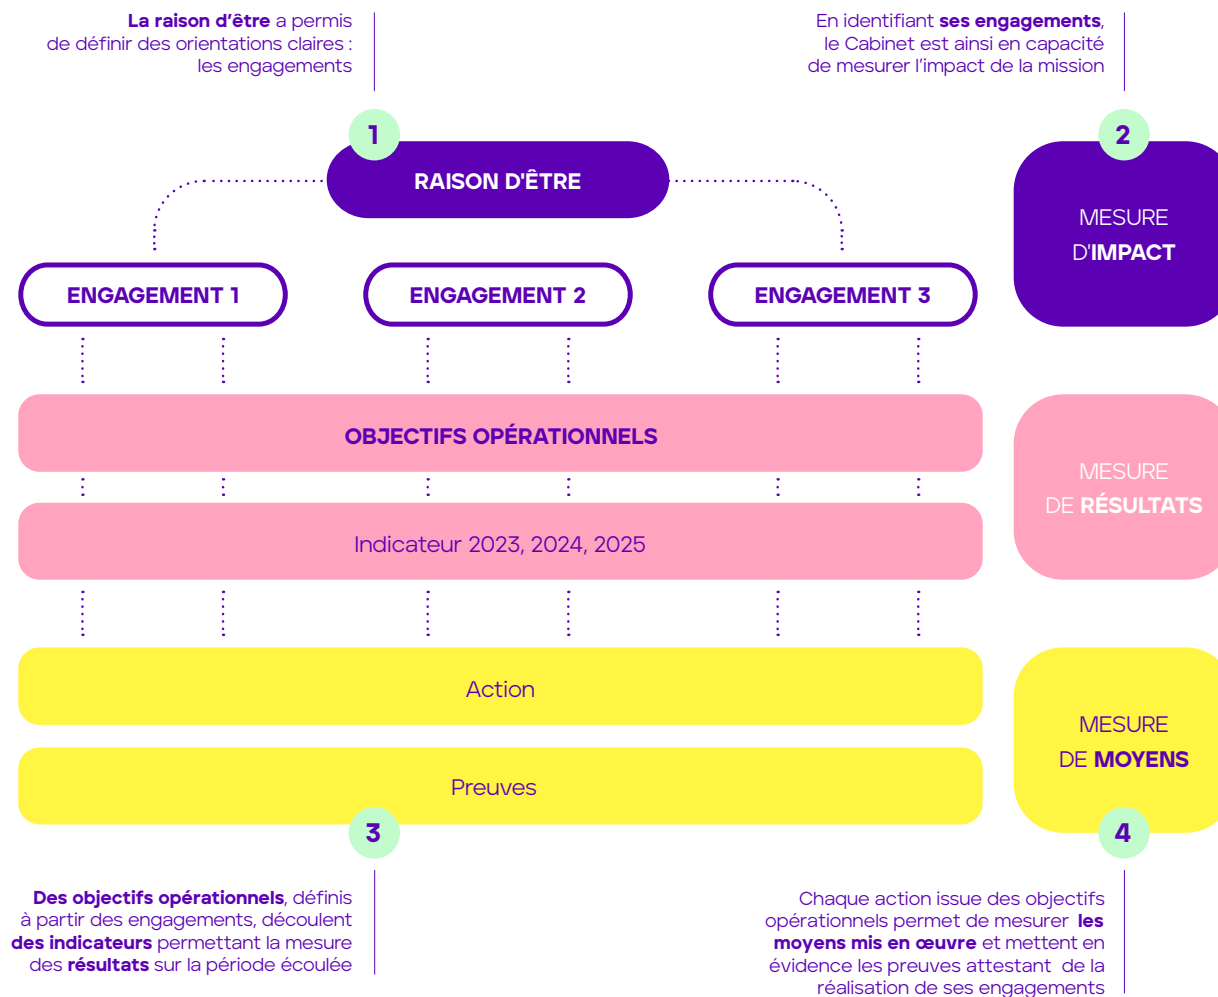 La raison d'être a permis
de définir des orientations claires :
les engagements
En identifiant ses engagements,
le Cabinet est ainsi en capacité
de mesurer l'impact de la mission
1
2
RAISON D'ÊTRE
MESURE
D'IMPACT
ENGAGEMENT 1
ENGAGEMENT 2
ENGAGEMENT 3
OBJECTIFS OPÉRATIONNELS
MESURE
DE RÉSULTATS
Indicateur 2023, 2024, 2025
Action
MESURE
DE MOYENS
Preuves
3
4
Des objectifs opérationnels, définis
à partir des engagements, découlent
des indicateurs permettant la mesure
des résultats sur la période écoulée
Chaque action issue des objectifs
opérationnels permet de mesurer les
moyens mis en œuvre et mettent en
évidence les preuves attestant de la
réalisation de ses engagements